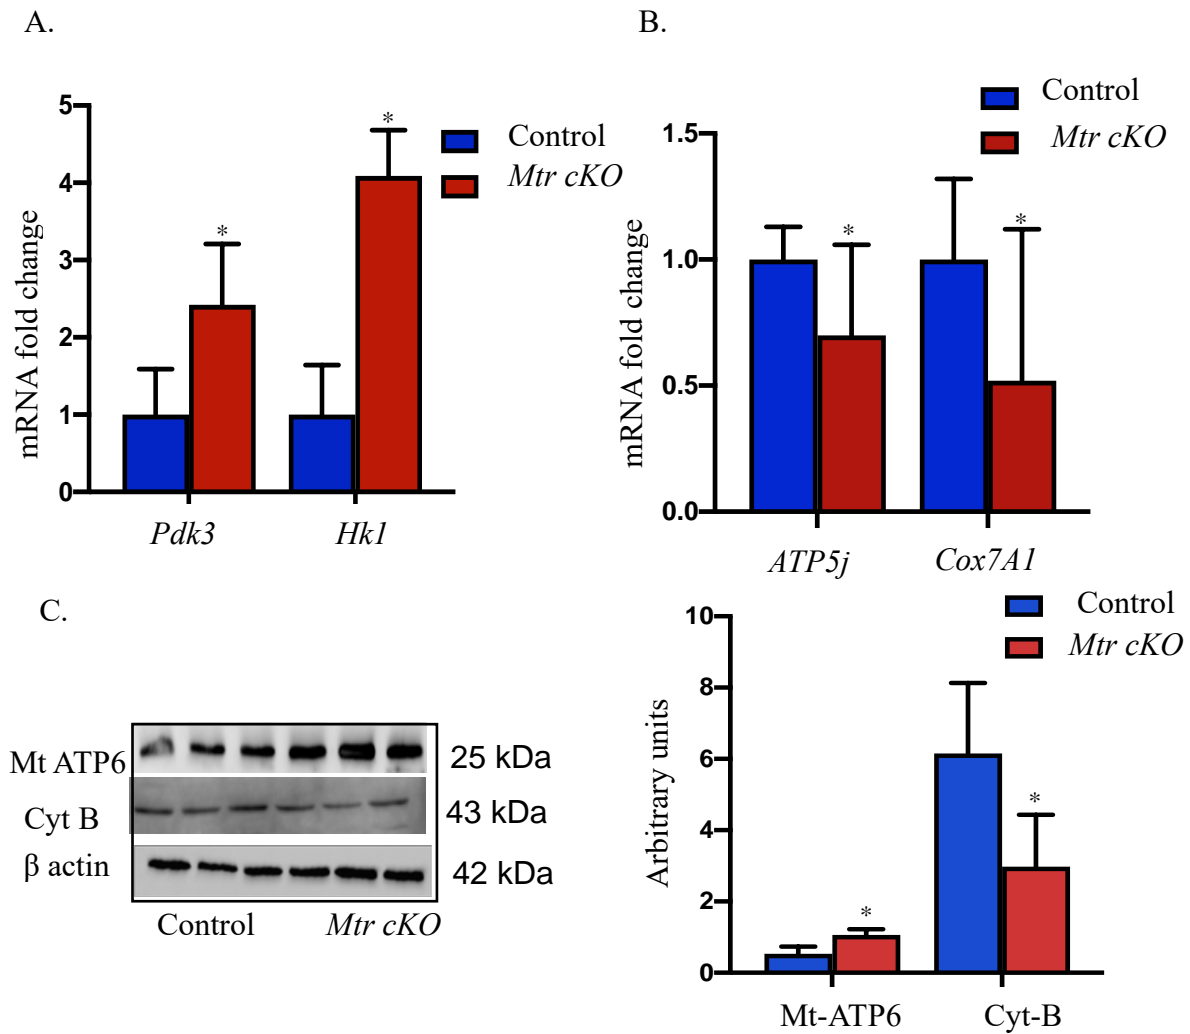 A.
mRNA fold change
5
4
3
2
1
0
*
*
Control
Mtr cKO
Pdk3
Hk1
B.
mRNA fold change
1.5
1.0
0.5
0.0
*
*
Control
Mtr cKO
ATP5j
Cox7A1
C.
Mt ATP6
25 kDa
Cyt B
43 kDa
β actin
42 kDa
Control
Mtr cKO
Arbitrary units
10
8
6
4
2
0
*
*
Control
Mtr cKO
Mt-ATP6
Cyt-B